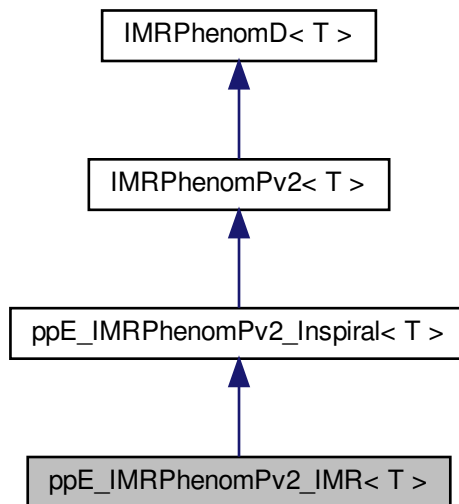 IMRPhenomD< T >
IMRPhenomPv2< T >
ppE_IMRPhenomPv2_Inspiral< T >
ppE_IMRPhenomPv2_IMR< T >